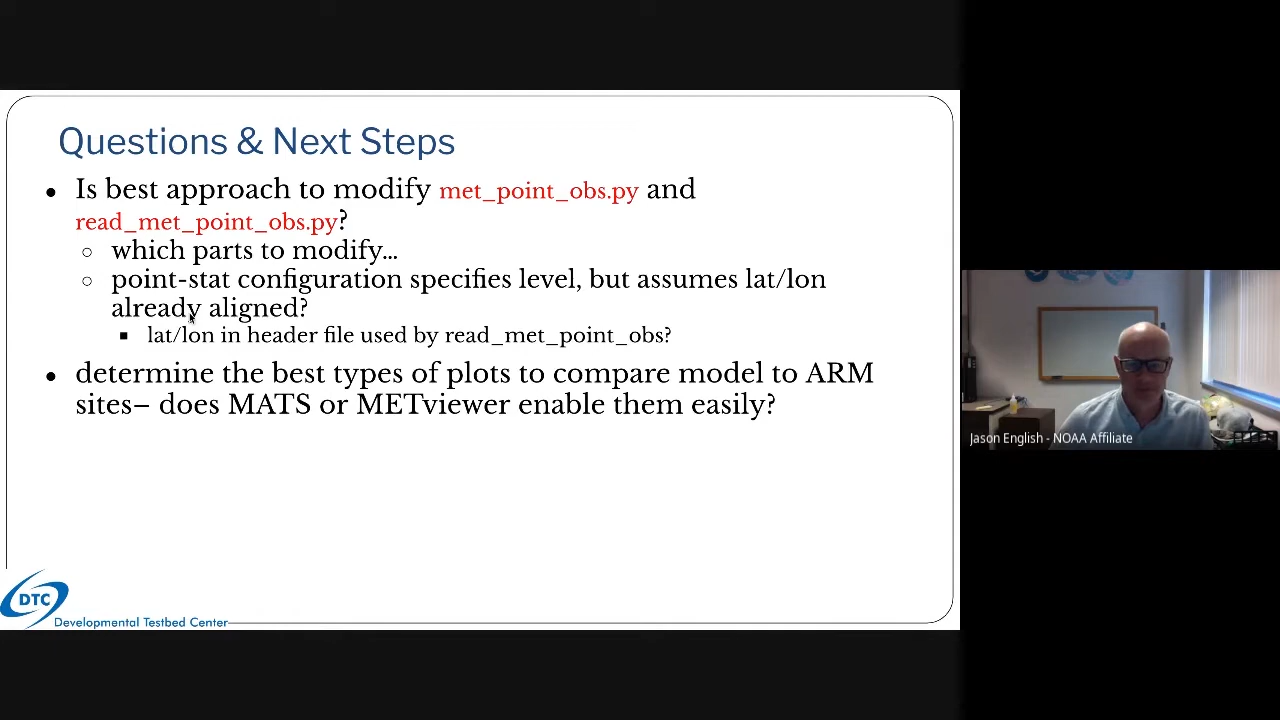 Questions & Next Steps
● Is best approach to modify met_point_obs.py and
read_met_point_obs.py?
○ which parts to modify...
○ point-stat configuration specifies level, but assumes lat/lon
already aligned?
■ lat/lon in header file used by read_met_point_obs?
● determine the best types of plots to compare model to ARM
sites– does MATS or METviewer enable them easily?
DTC
Developmental Testbed Center
Jason English - NOAA Affiliate